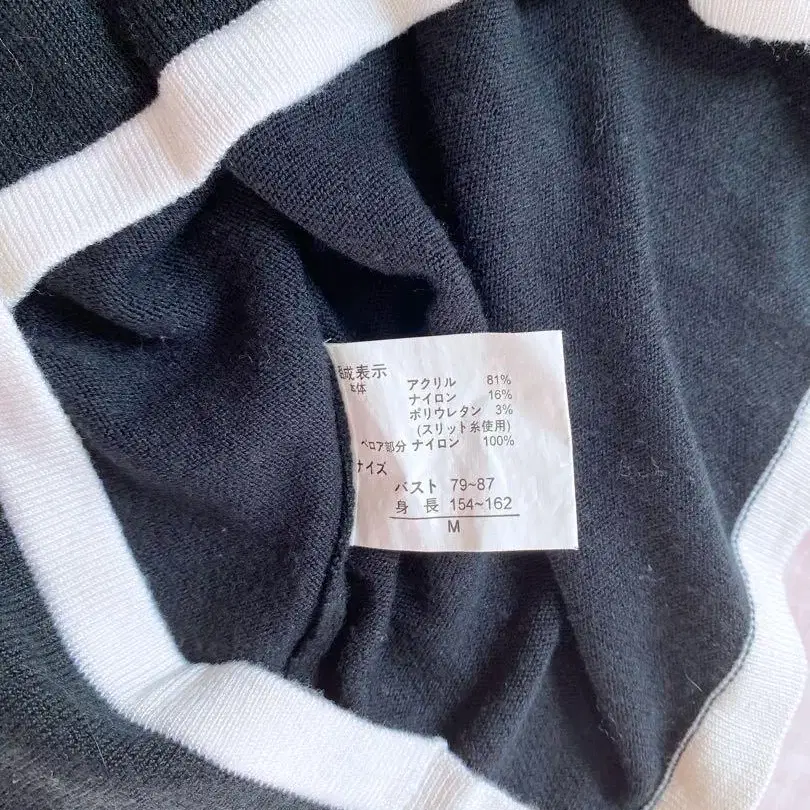 成表示
本体 アクリル 81%
ナイロン 16%
ポリウレタン 3%
(スリット糸使用)
ベロア部分 ナイロン 100%
サイズ
バスト 79~87
身長 154~162
M